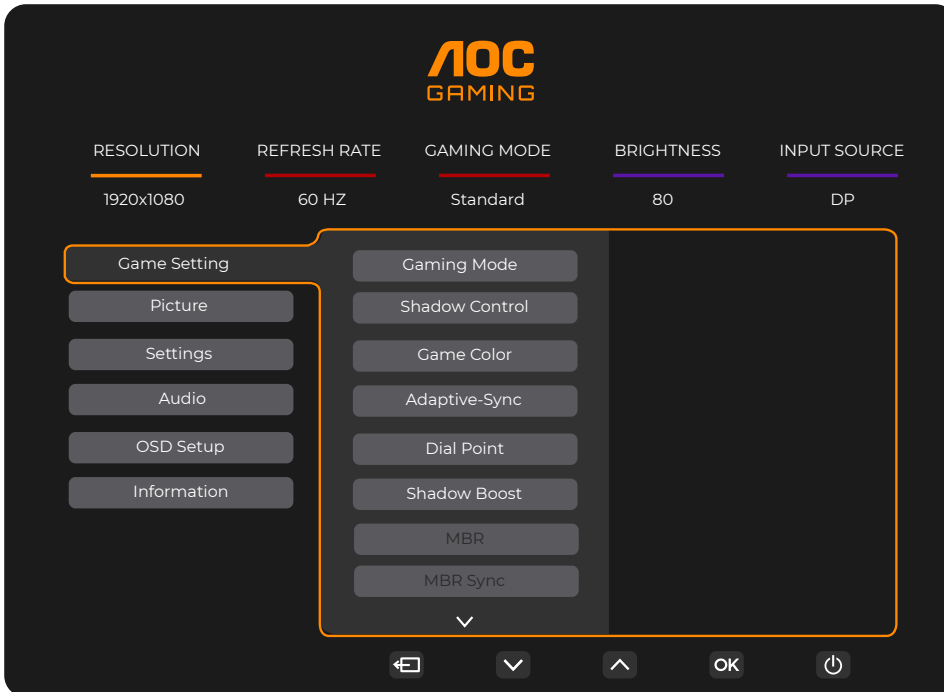 AOC
GAMING
RESOLUTION REFRESH RATE GAMING MODE BRIGHTNESS INPUT SOURCE
1920x1080 60 HZ Standard 80 DP
Game Setting
Picture
Settings
Audio
OSD Setup
Information
Gaming Mode
Shadow Control
Game Color
Adaptive-Sync
Dial Point
Shadow Boost
MBR
MBR Sync
OK